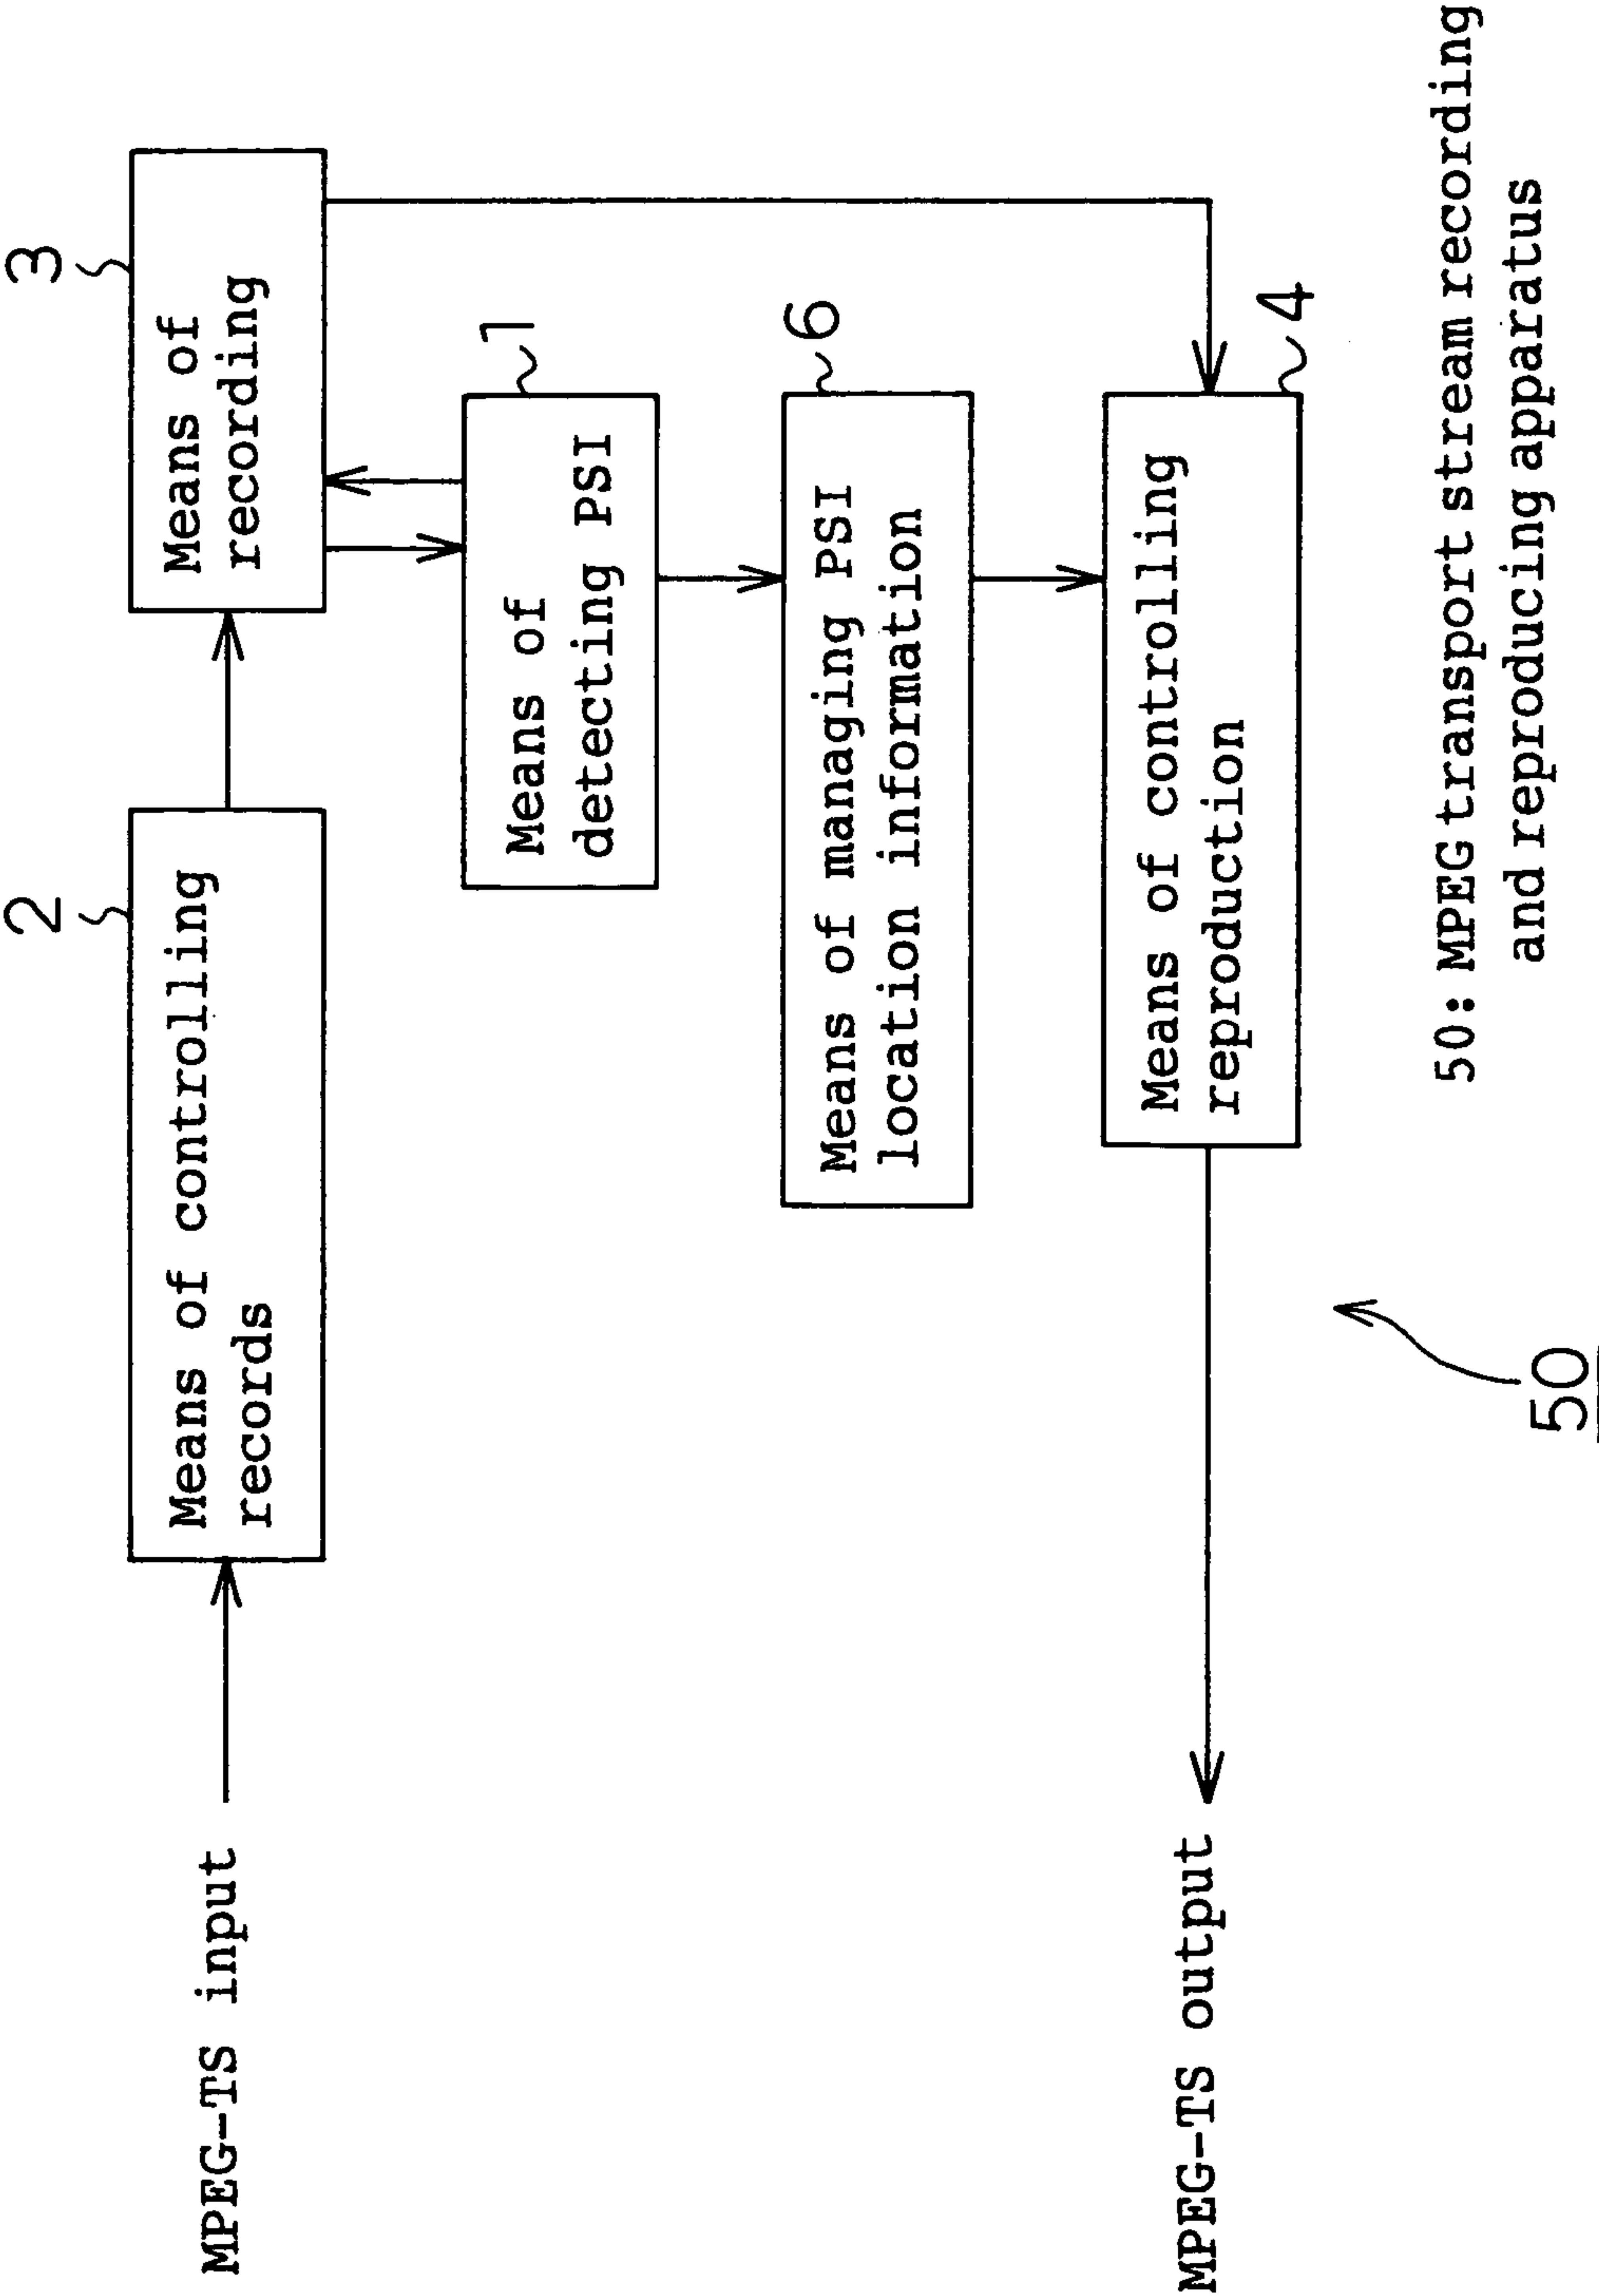 MPEG-TS input
2
Means of controlling
records
3
Means of
recording
1
Means of
detecting PSI
6
Means of managing PSI
location information
4
Means of controlling
reproduction
MPEG-TS output
50
50: MPEG transport stream recording
and reproducing apparatus